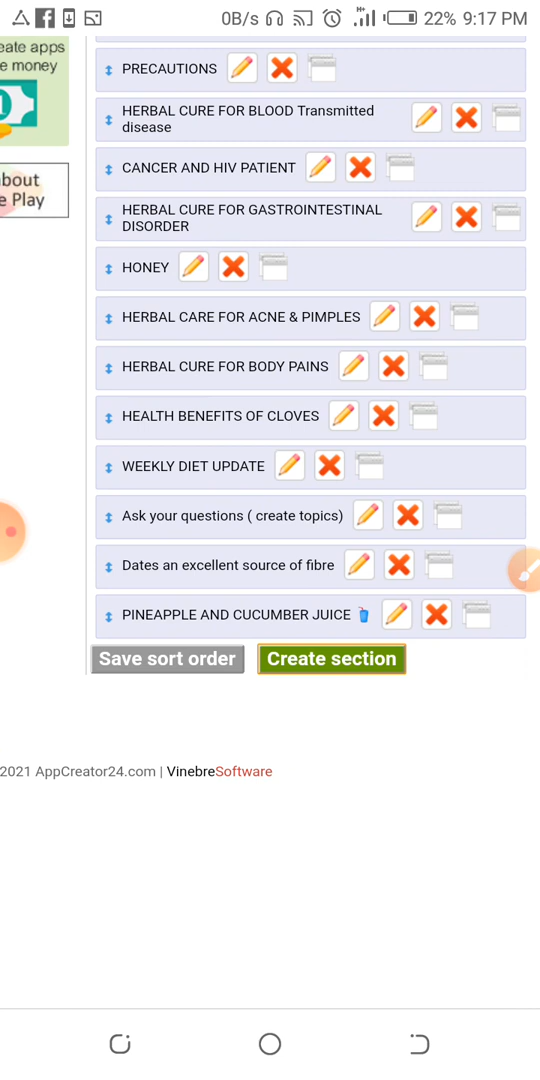 0B/s
22% 9:17 PM
eate apps
e money
bout
e Play
PRECAUTIONS
HERBAL CURE FOR BLOOD Transmitted
disease
CANCER AND HIV PATIENT
HERBAL CURE FOR GASTROINTESTINAL
DISORDER
HONEY
HERBAL CARE FOR ACNE & PIMPLES
HERBAL CURE FOR BODY PAINS
HEALTH BENEFITS OF CLOVES
WEEKLY DIET UPDATE
Ask your questions ( create topics)
Dates an excellent source of fibre
PINEAPPLE AND CUCUMBER JUICE
Save sort order
Create section
2021 AppCreator24.com | VinebreSoftware